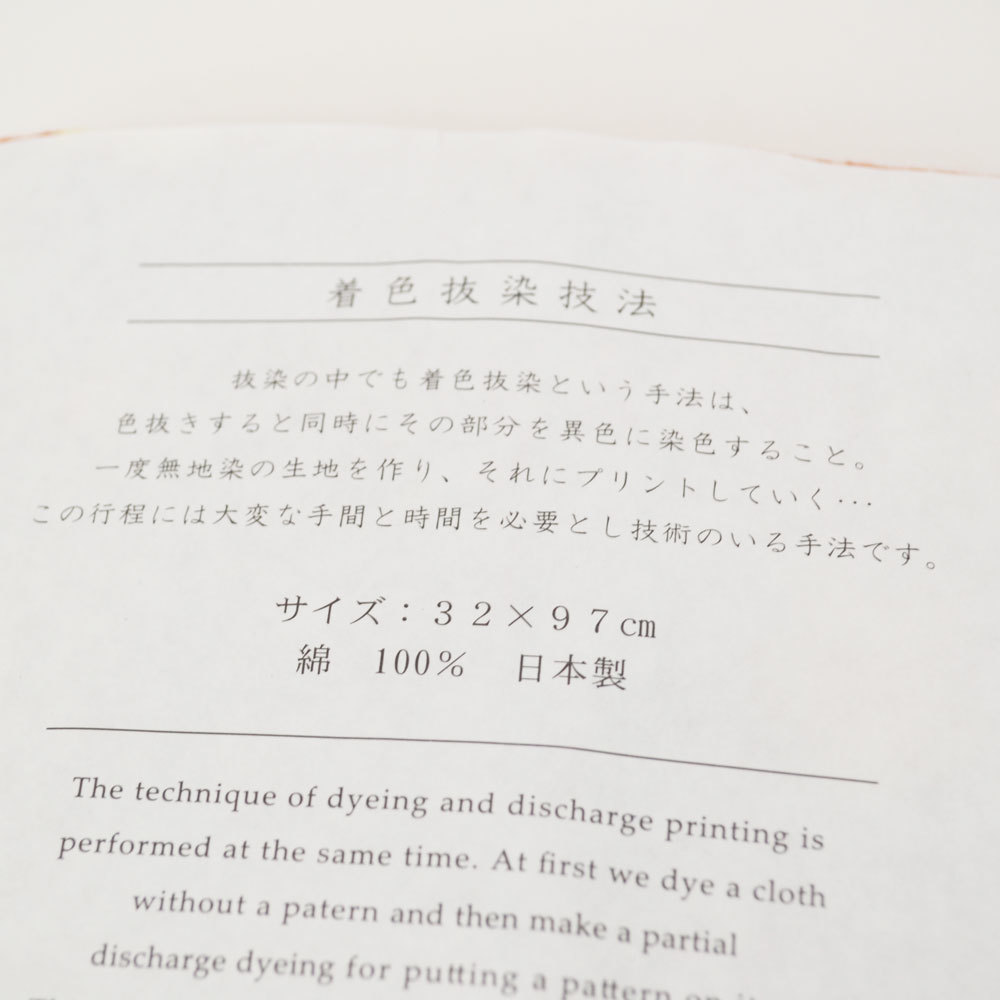 着色抜染技法
抜染の中でも着色抜染という手法は、
色抜きすると同時にその部分を異色に染色すること。
一度無地染の生地を作り、それにプリントしていく…
この行程には大変な手間と時間を必要とし技術のいる手法です。
サイズ：３２×９７㎝
綿　100％　日本製
The technique of dyeing and discharge printing is
performed at the same time. At first we dye a cloth
without a patern and then make a partial
discharge dyeing for putting a pattern on